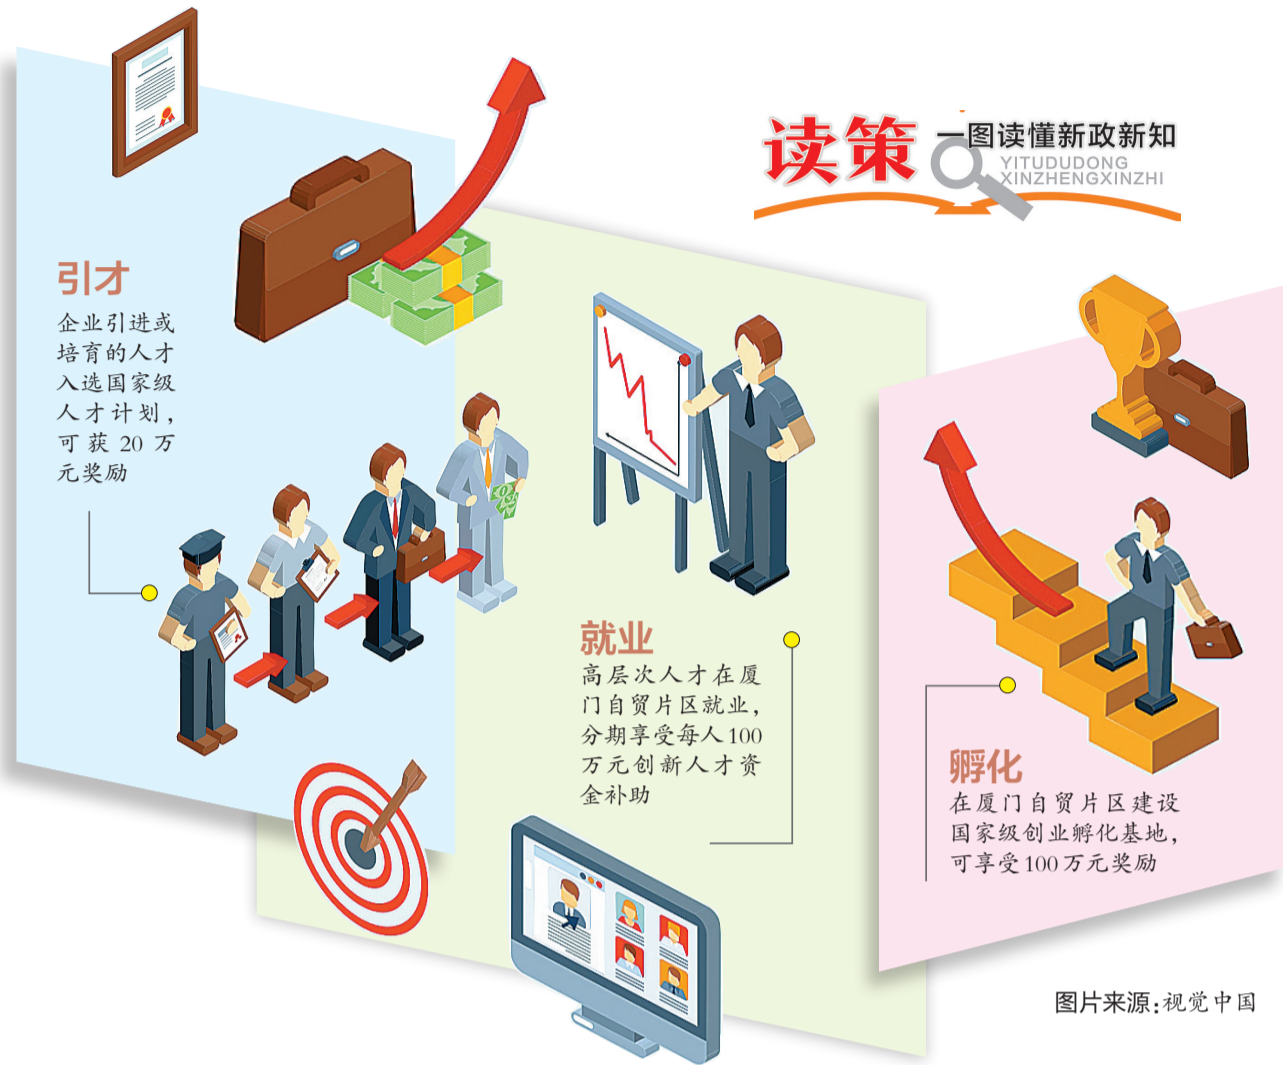 读策
一图读懂新政新知
YITUDUDONG
XINZHENGXINZHI
引才
企业引进或
培育的人才
入选国家级
人才计划，
可获 20 万
元奖励
就业
高层次人才在厦
门自贸片区就业，
分期享受每人100
万元创新人才资
金补助
孵化
在厦门自贸片区建设
国家级创业孵化基地，
可享受100万元奖励
图片来源：视觉中国